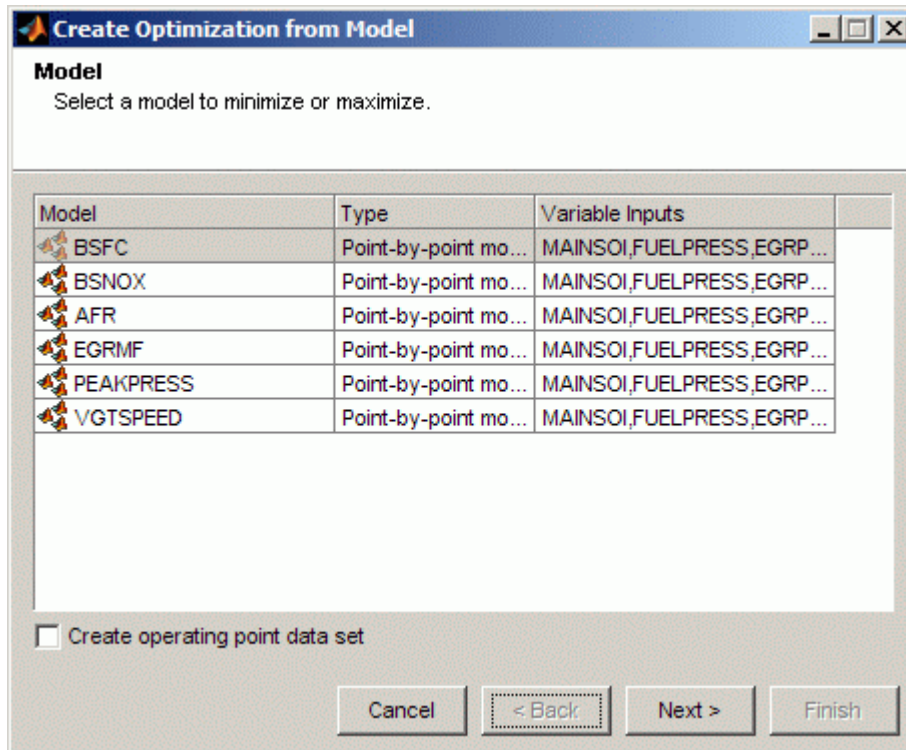 Create Optimization from Model
Model
Select a model to minimize or maximize.
Model Type Variable Inputs
BSFC Point-by-point mo... MAINSOI,FUELPRESS,EGRP...
BSNOX Point-by-point mo... MAINSOI,FUELPRESS,EGRP...
AFR Point-by-point mo... MAINSOI,FUELPRESS,EGRP...
EGRMF Point-by-point mo... MAINSOI,FUELPRESS,EGRP...
PEAKPRESS Point-by-point mo... MAINSOI,FUELPRESS,EGRP...
VGTSPEED Point-by-point mo... MAINSOI,FUELPRESS,EGRP...
Create operating point data set
Cancel < Back Next > Finish